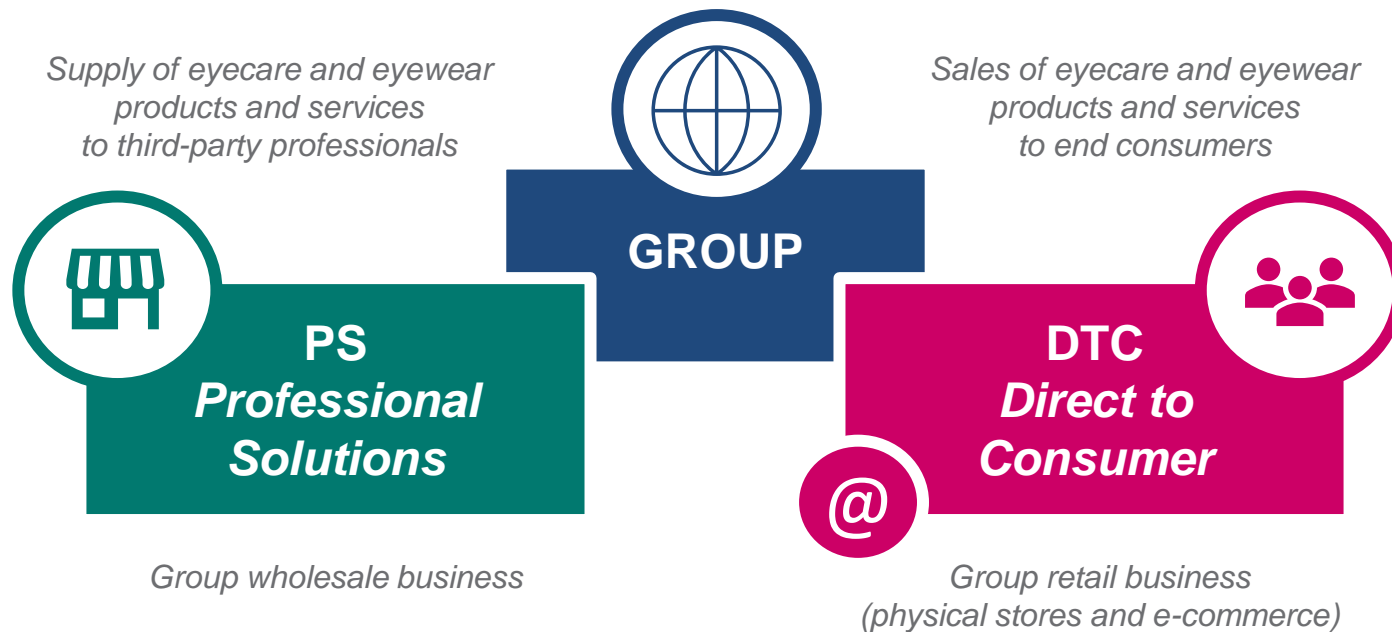 Supply of eyecare and eyewear
products and services
to third-party professionals
Sales of eyecare and eyewear
products and services
to end consumers
GROUP
PS
Professional
Solutions
DTC
Direct to
Consumer
@
Group wholesale business
Group retail business
(physical stores and e-commerce)